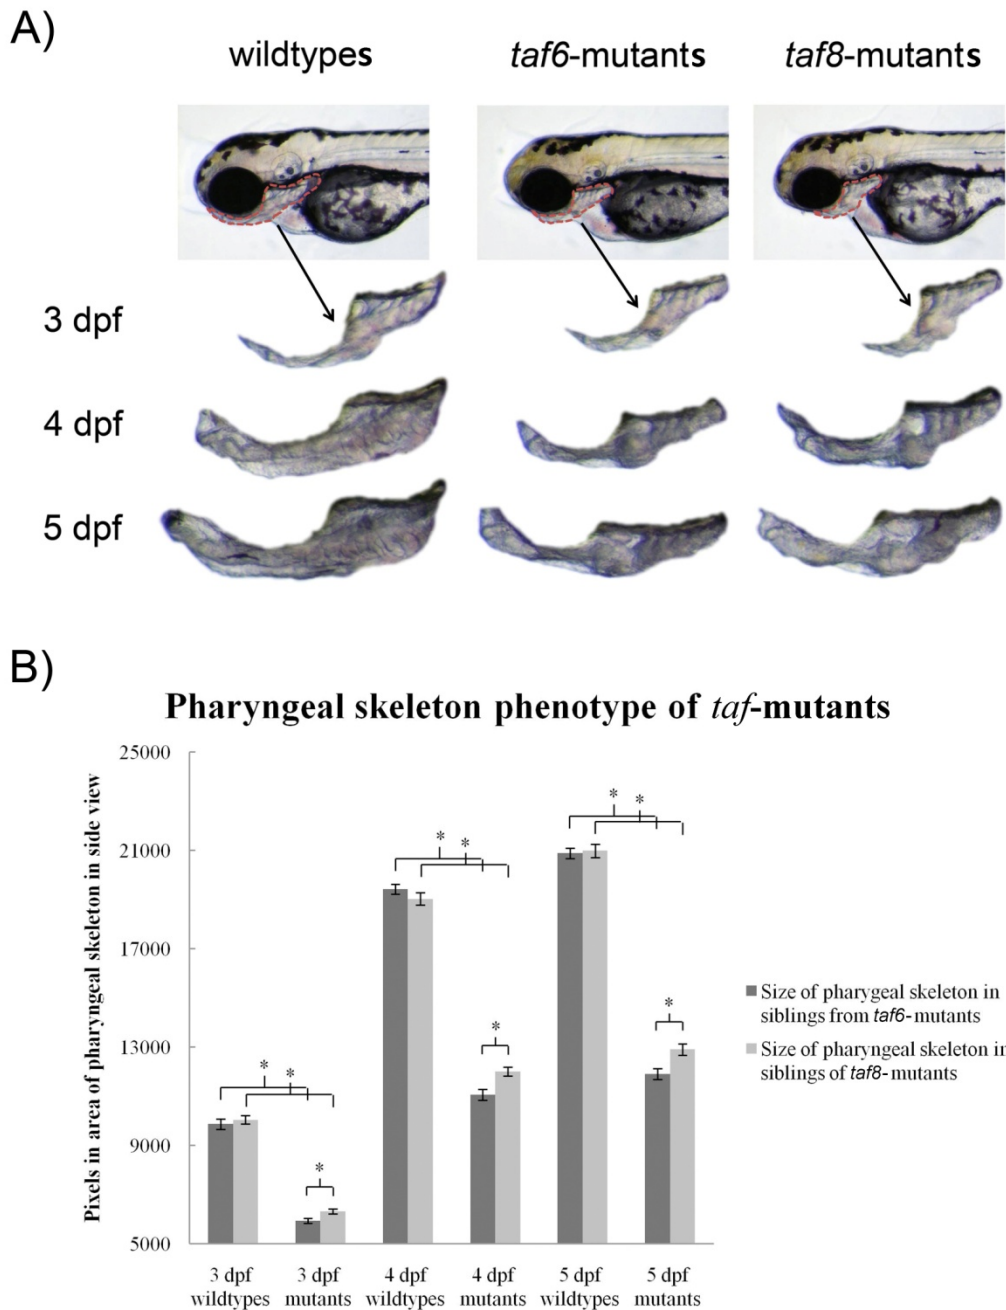 A)
wildtypes taf6-mutants taf8-mutants
3 dpf
4 dpf
5 dpf
B)
Pharyngeal skeleton phenotype of taf-mutants
Pixels in area of pharyngeal skeleton in side view
25000
21000
17000
13000
9000
5000
* *
* *
* *
*
*
*
3 dpf 3 dpf 4 dpf 4 dpf 5 dpf 5 dpf
wildtypes mutants wildtypes mutants wildtypes mutants
Size of pharygeal skeleton in
siblings from taf6-mutants
Size of pharyngeal skeleton in
siblings of taf8-mutants